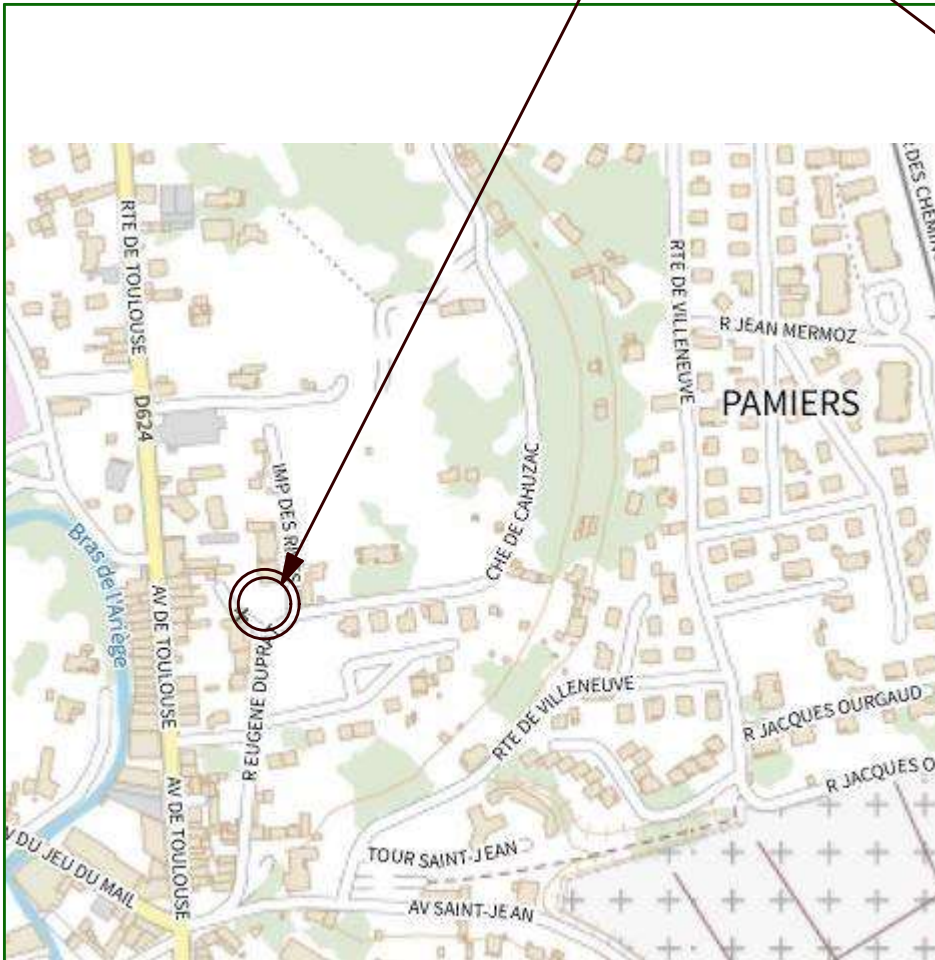 DES CHEMIN
RTE DE TOULOUSE
RTE DE VILLENEUVE
R JEAN MERMOZ
PAMIERS
D624
IMP DES
CHE DE CAHUZAC
Bras de l'Ariège
AV DE TOULOUSE
R EUGENE DUPRA
RTE DE VILLENEUVE
R JACQUES OURGAUD
R JACQUES O
AV DE TOULOUSE
TOUR SAINT-JEAN
V DU JEU DU MAIL
AV SAINT-JEAN